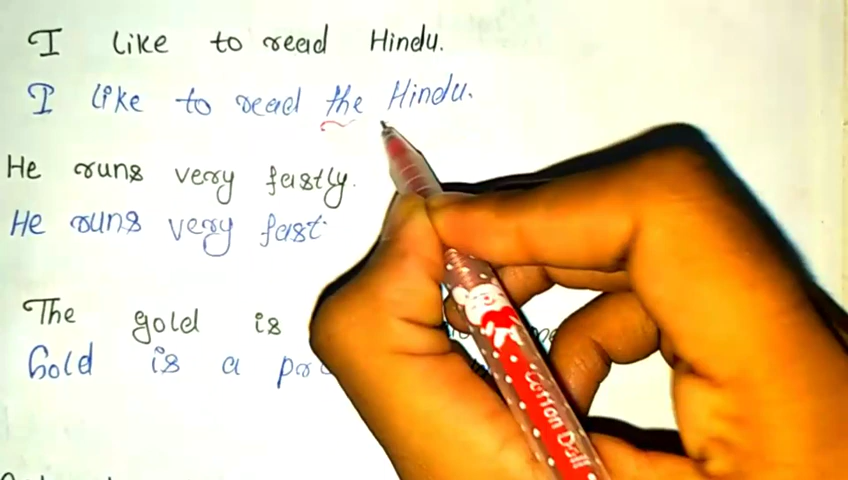 I like to read Hindu.
I like to read the Hindu.
He runs very fastly.
He runs very fast
The gold is
Gold is a
Cotton Doll